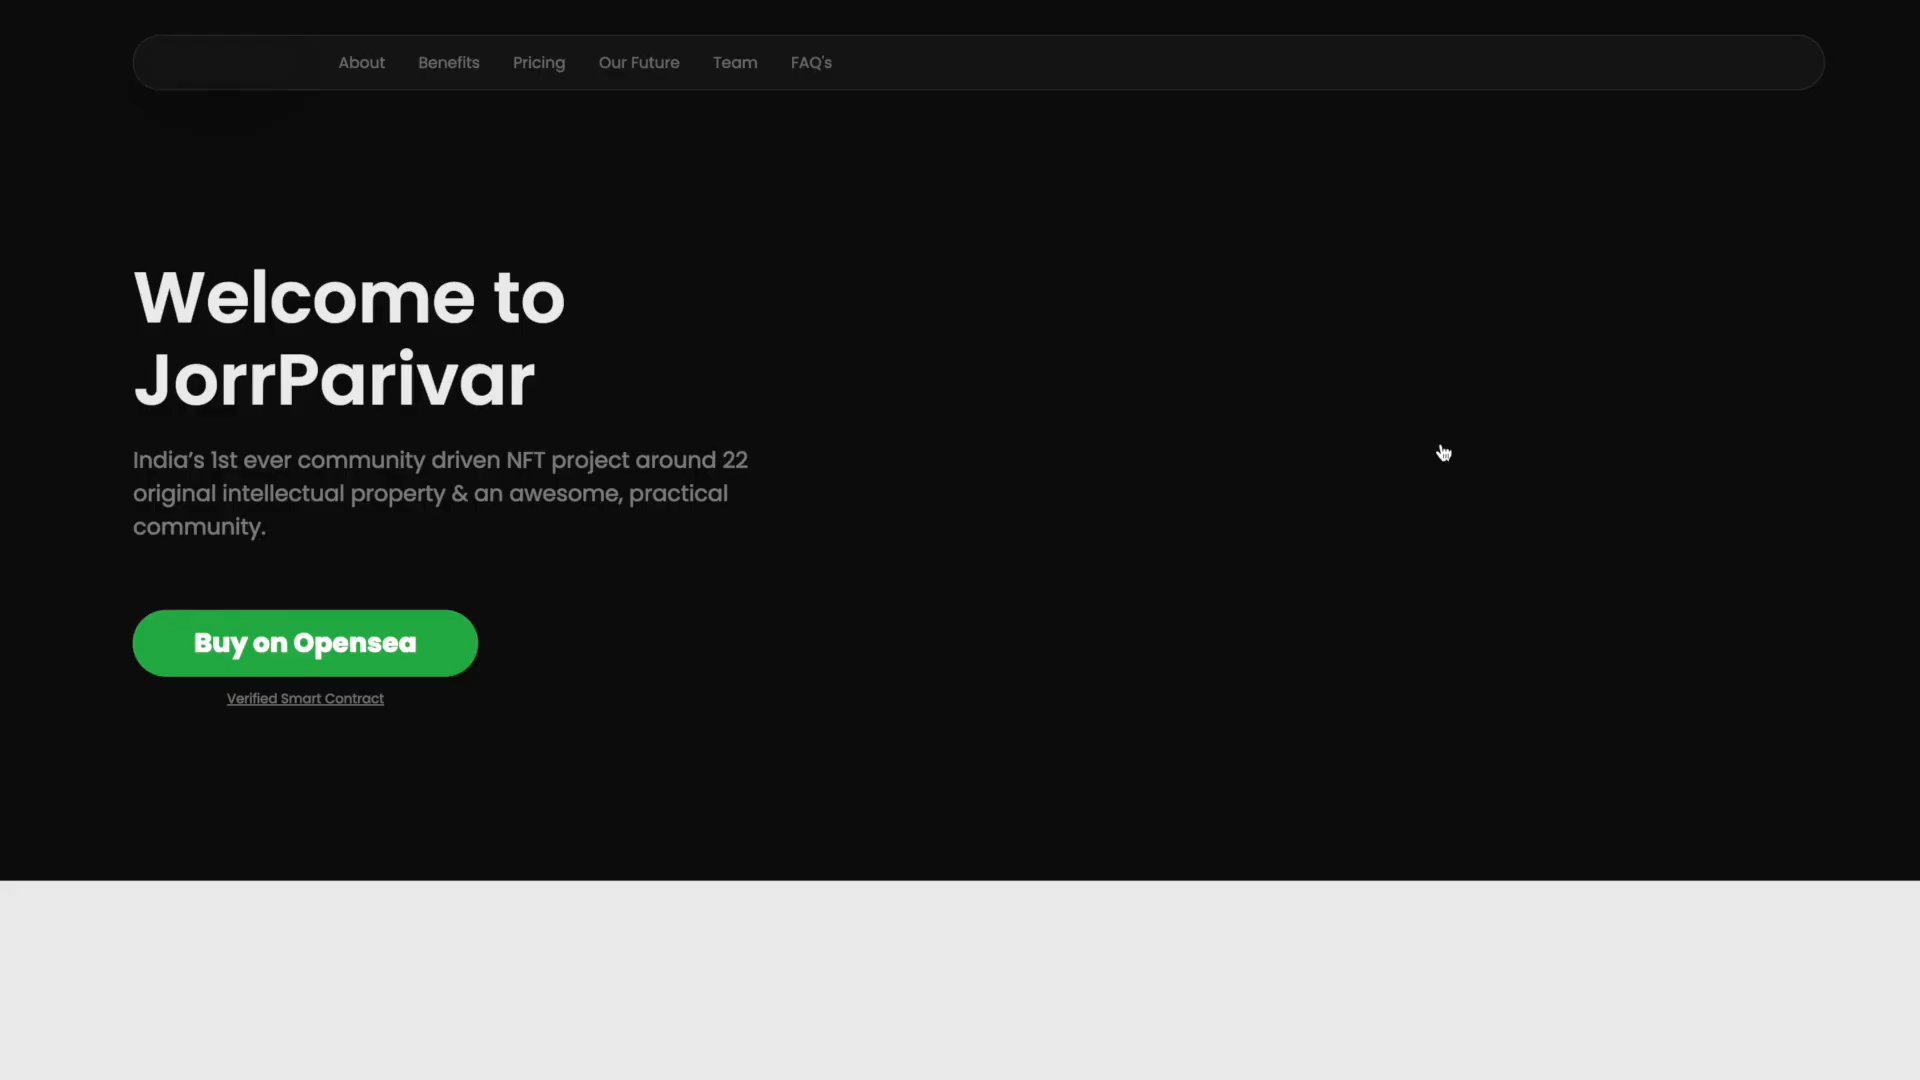 About
Benefits
Pricing
Our Future
Team
FAQ's
Welcome to
JorrParivar
India’s 1st ever community driven NFT project around 22
original intellectual property & an awesome, practical
community.
Buy on Opensea
Verified Smart Contract